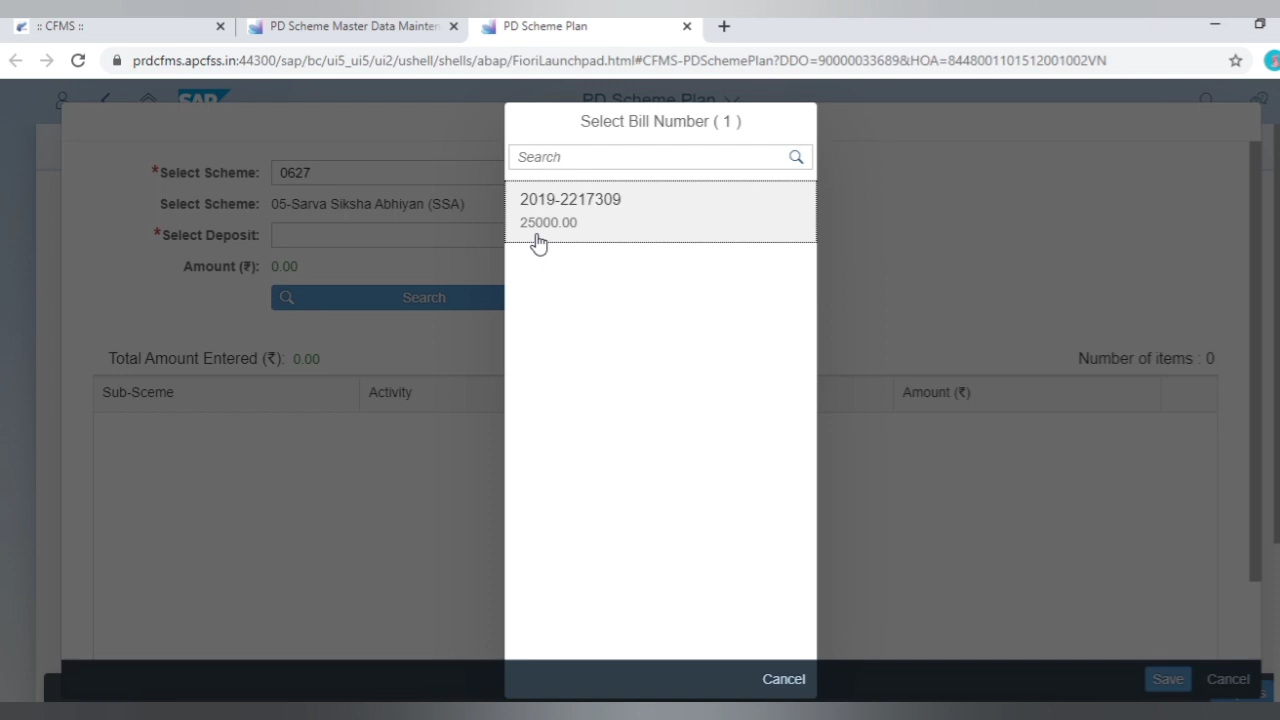 :: CFMS ::
PD Scheme Master Data Mainten
PD Scheme Plan
prdcfms.apcfss.in:44300/sap/bc/ui5_ui5/ui2/ushell/shells/abap/FioriLaunchpad.html#CFMS-PDSchemePlan?DDO=90000033689&HOA=8448001101512001002VN
SAP
PD Scheme Plan
Select Bill Number ( 1 )
Search
2019-2217309
25000.00
Cancel
*Select Scheme: 0627
Select Scheme: 05-Sarva Siksha Abhiyan (SSA)
*Select Deposit:
Amount (₹): 0.00
Search
Total Amount Entered (₹): 0.00
Number of items : 0
Sub-Sceme Activity Amount (₹)
Save Cancel